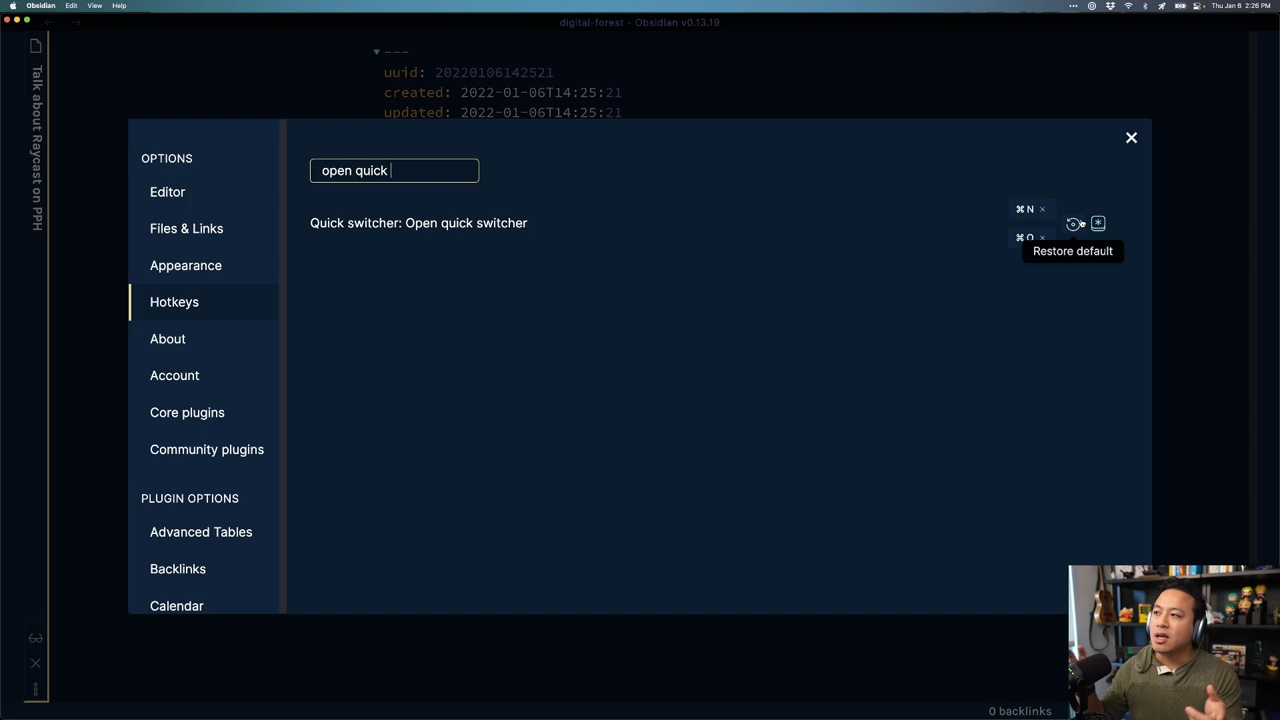 Obsidian Edit View Help
Thu Jan 6 2:26 PM
digital-forest - Obsidian v0.13.19
Talk about Raycast on PPH
---
uuid: 20220106142521
created: 2022-01-06T14:25:21
updated: 2022-01-06T14:25:21
OPTIONS
Editor
Files & Links
Appearance
Hotkeys
About
Account
Core plugins
Community plugins
PLUGIN OPTIONS
Advanced Tables
Backlinks
Calendar
open quick
Quick switcher: Open quick switcher
⌘ N ×
⌘ O ×
Restore default
0 backlinks